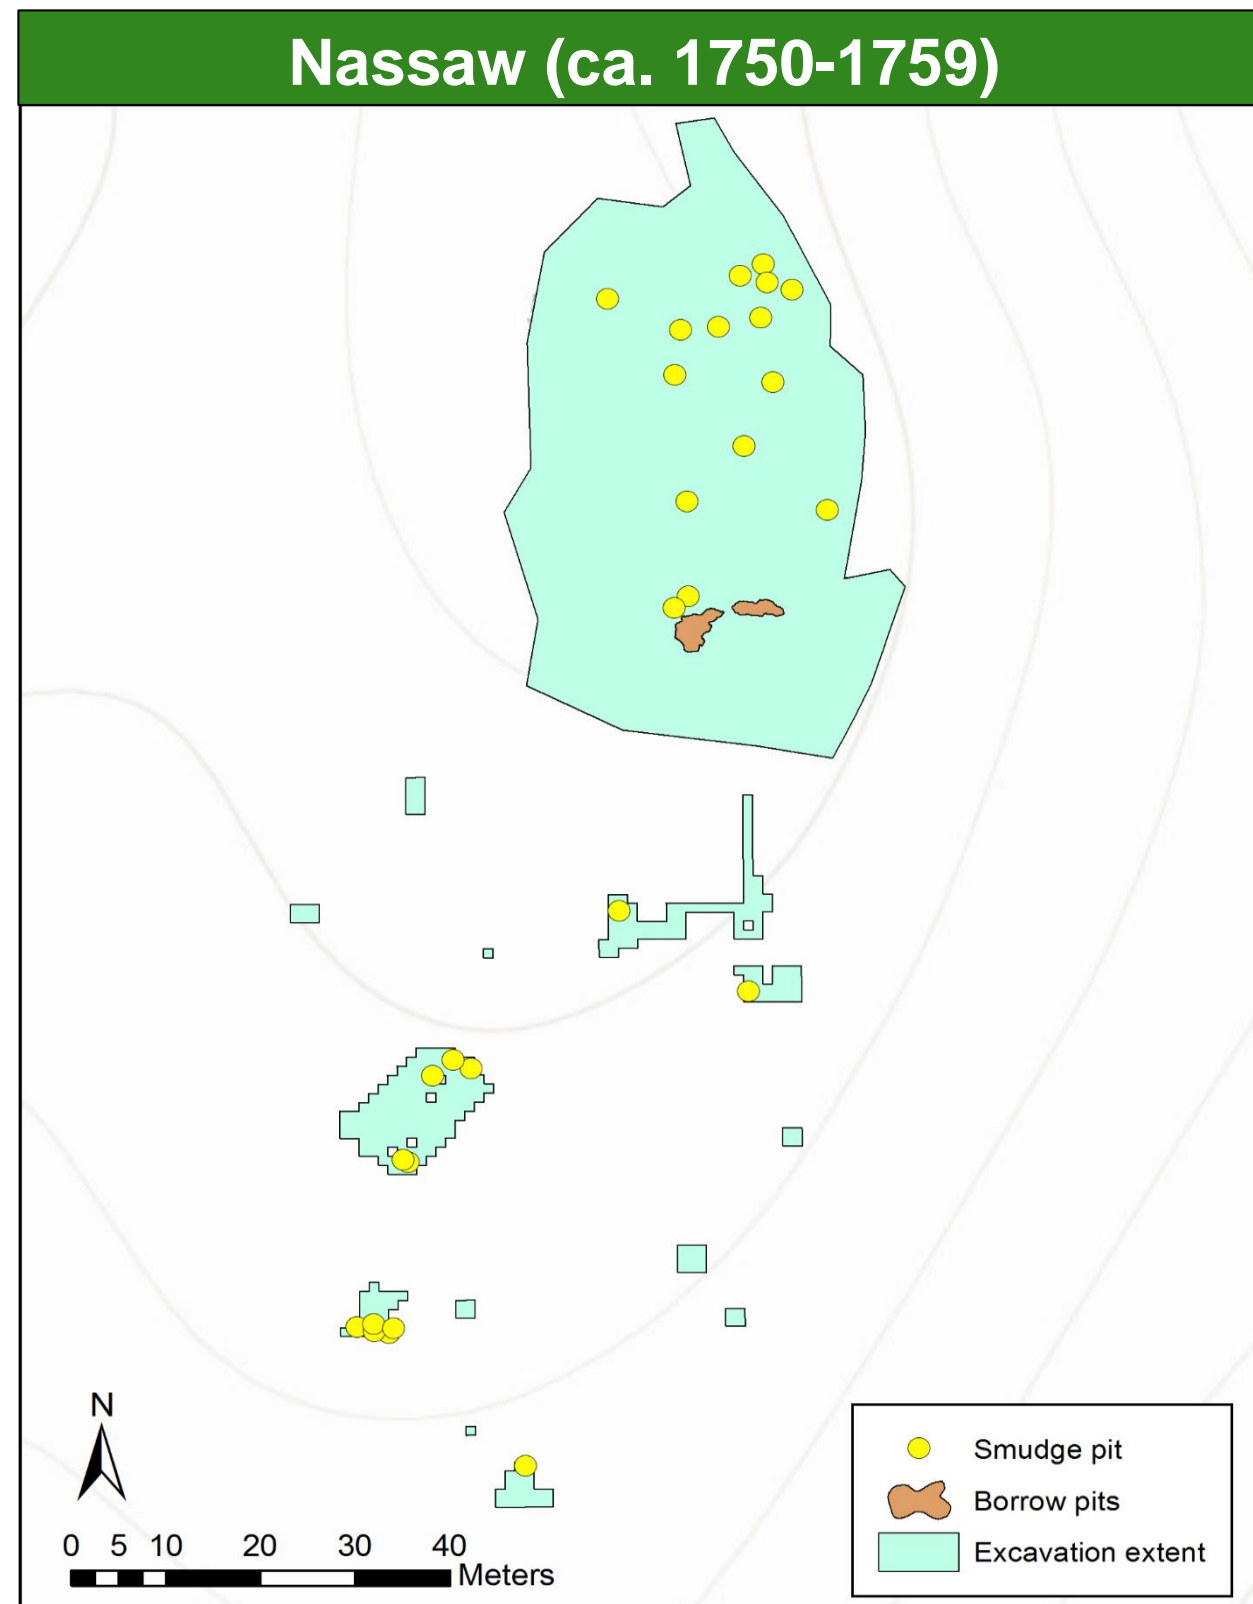 Nassaw (ca. 1750-1759)
N
0 5 10 20 30 40
Meters
Smudge pit
Borrow pits
Excavation extent